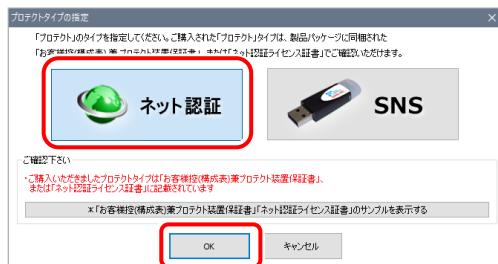 プロテクトタイプの指定
「プロテクト」のタイプを指定してください。ご購入された「プロテクト」タイプは、製品パッケージに同梱された
「お客様控(構成表) 兼 プロテクト装置保証書」、または「ネット認証ライセンス証書」でご確認いただけます。
ネット認証
SNS
ご確認下さい
・ご購入いただきましたプロテクトタイプは「お客様控(構成表)兼プロテクト装置保証書」、
または「ネット認証ライセンス証書」に記載されています
※「お客様控(構成表)兼プロテクト装置保証書」「ネット認証ライセンス証書」のサンプルを表示する
OK
キャンセル